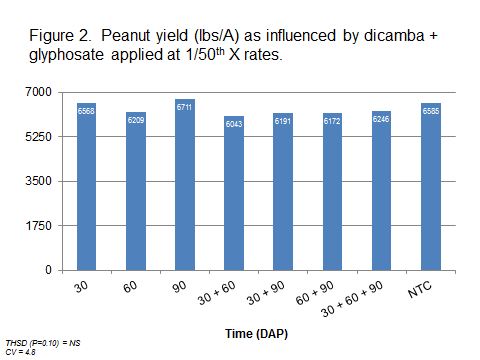 Figure 2. Peanut yield (lbs/A) as influenced by dicamba +
glyphosate applied at 1/50th X rates.
7000
5250
3500
1750
0
6568
6209
6711
6043
6191
6172
6246
6585
30
60
90
30 + 60
30 + 90
60 + 90
30 + 60 + 90
NTC
Time (DAP)
THSD (P=0.10) = NS
CV = 4.8